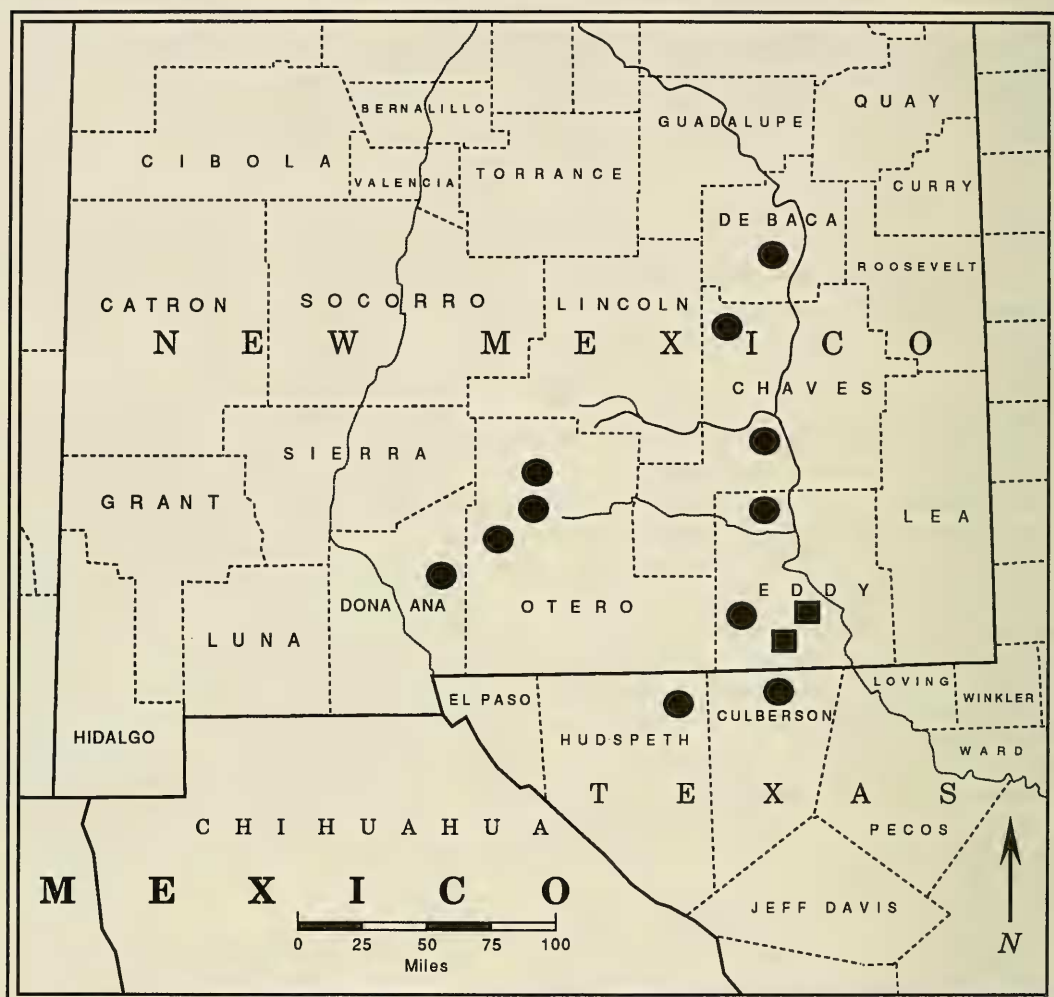 QUAY
BERNALILLO
GUADALUPE
CIBOLA
TORRANCE
VALENCIA
CURRY
DE BACA
ROOSEVELT
CATRON
SOCORRO
LINCOLN
NEW MEXICO
CHAVES
SIERRA
GRANT
LEA
EDDY
DONA ANA
OTERO
LUNA
LOVING
EL PASO
WINKLER
CULBERSON
HIDALGO
HUDSPETH
WARD
TEXAS
CHIHUAHUA
PECOS
MEXICO
JEFF DAVIS
0 25 50 75 100
Miles
N